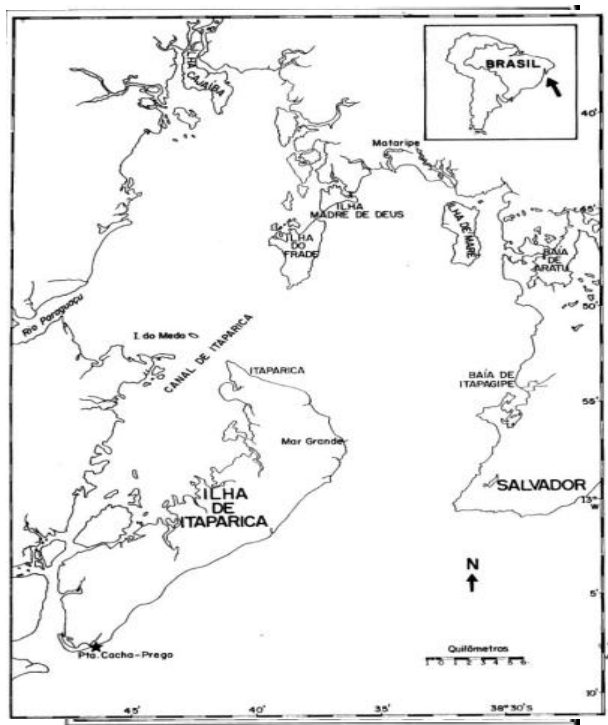 BRASIL
ILHA
CAJAÍBA
40'
Mataripe
45'
ILHA
MADRE DE DEUS
ILHA DE MARÉ
ILHA
DO
FRADE
BAÍA
DE
ARATU
50'
Rio Paraguaçu
I. do Medo
CANAL DE ITAPARICA
ITAPARICA
BAÍA DE
ITAPAGIPE
55'
Mar Grande
ILHA
DE
ITAPARICA
SALVADOR
13°
N
5'
Pta. Cacha-Prego
Quilômetros
1 0 1 2 3 4 5 6
10'
45'
40'
35'
38° 30' S